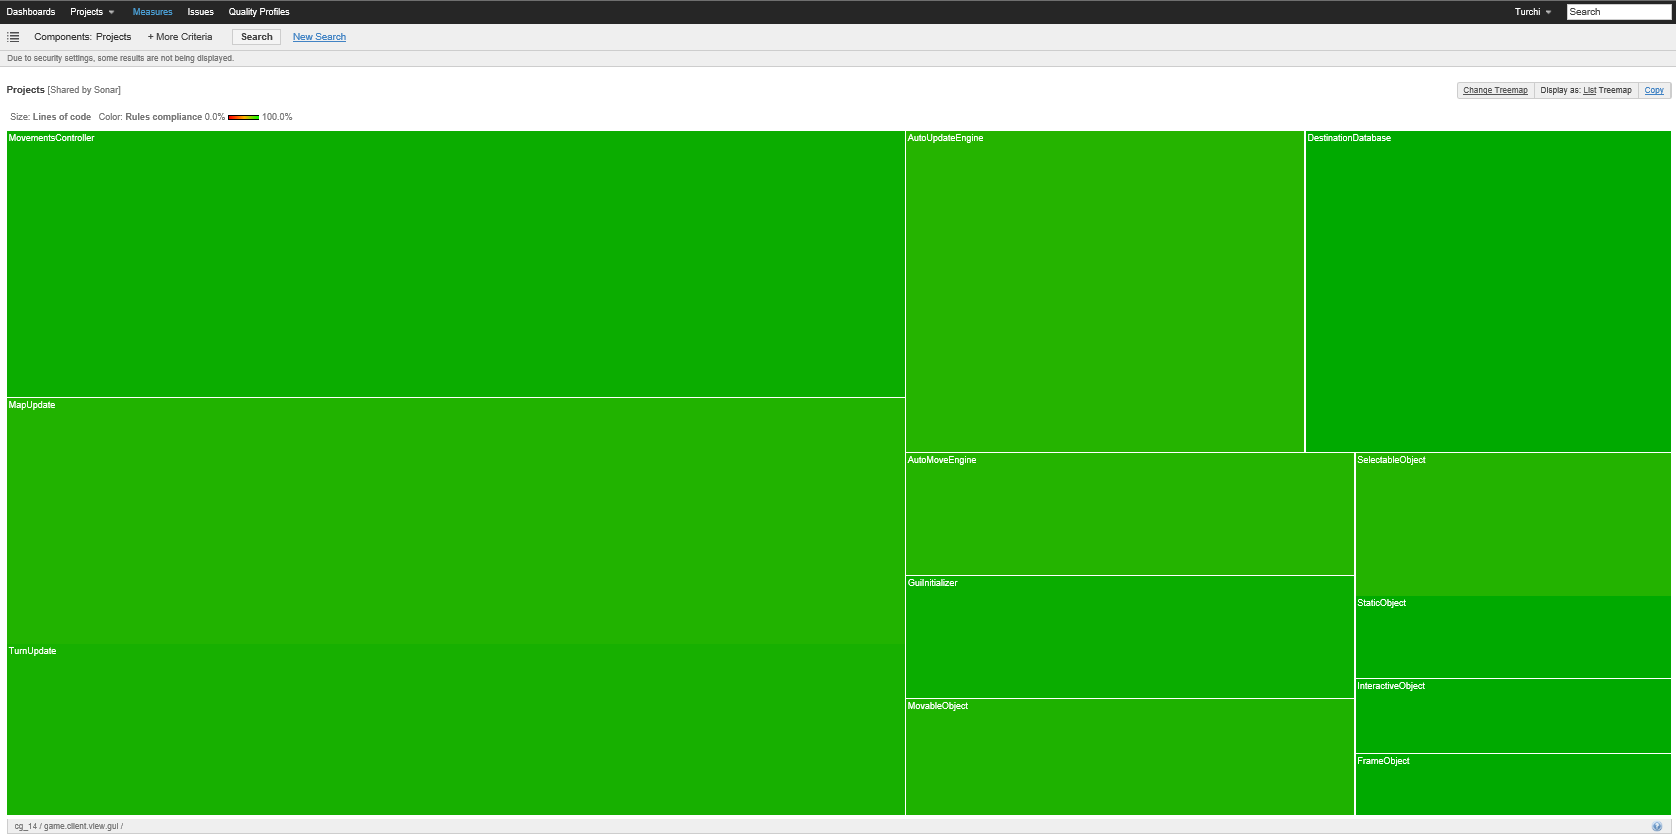 Dashboards Projects Measures Issues Quality Profiles Turchi Search
Components: Projects + More Criteria Search New Search
Due to security settings, some results are not being displayed.
Projects [Shared by Sonar] Change Treemap Display as: List Treemap Copy
Size: Lines of code Color: Rules compliance 0.0% 100.0%
MovementsController AutoUpdateEngine DestinationDatabase
MapUpdate
AutoMoveEngine SelectableObject
GuiInitializer
StaticObject
TurnUpdate
InteractiveObject
MovableObject
FrameObject
cg_14 / game.client.view.gui /